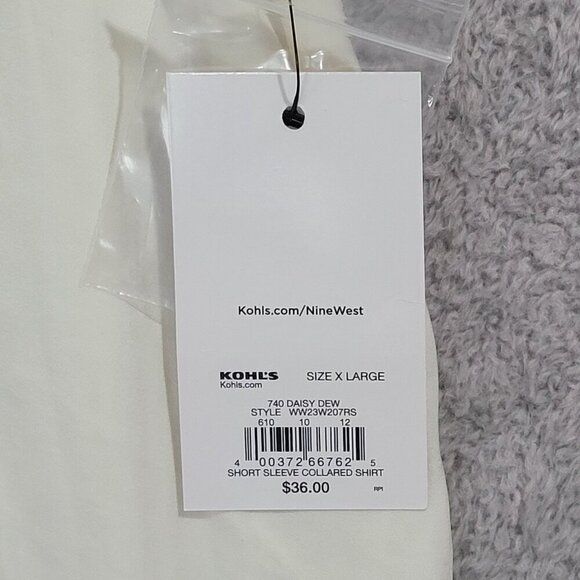 Kohls.com/NineWest
KOHL'S SIZE X LARGE
Kohls.com
740 DAISY DEW
STYLE WW23W207RS
610 10 12
4 00372 66762 5
SHORT SLEEVE COLLARED SHIRT
$36.00 RPI